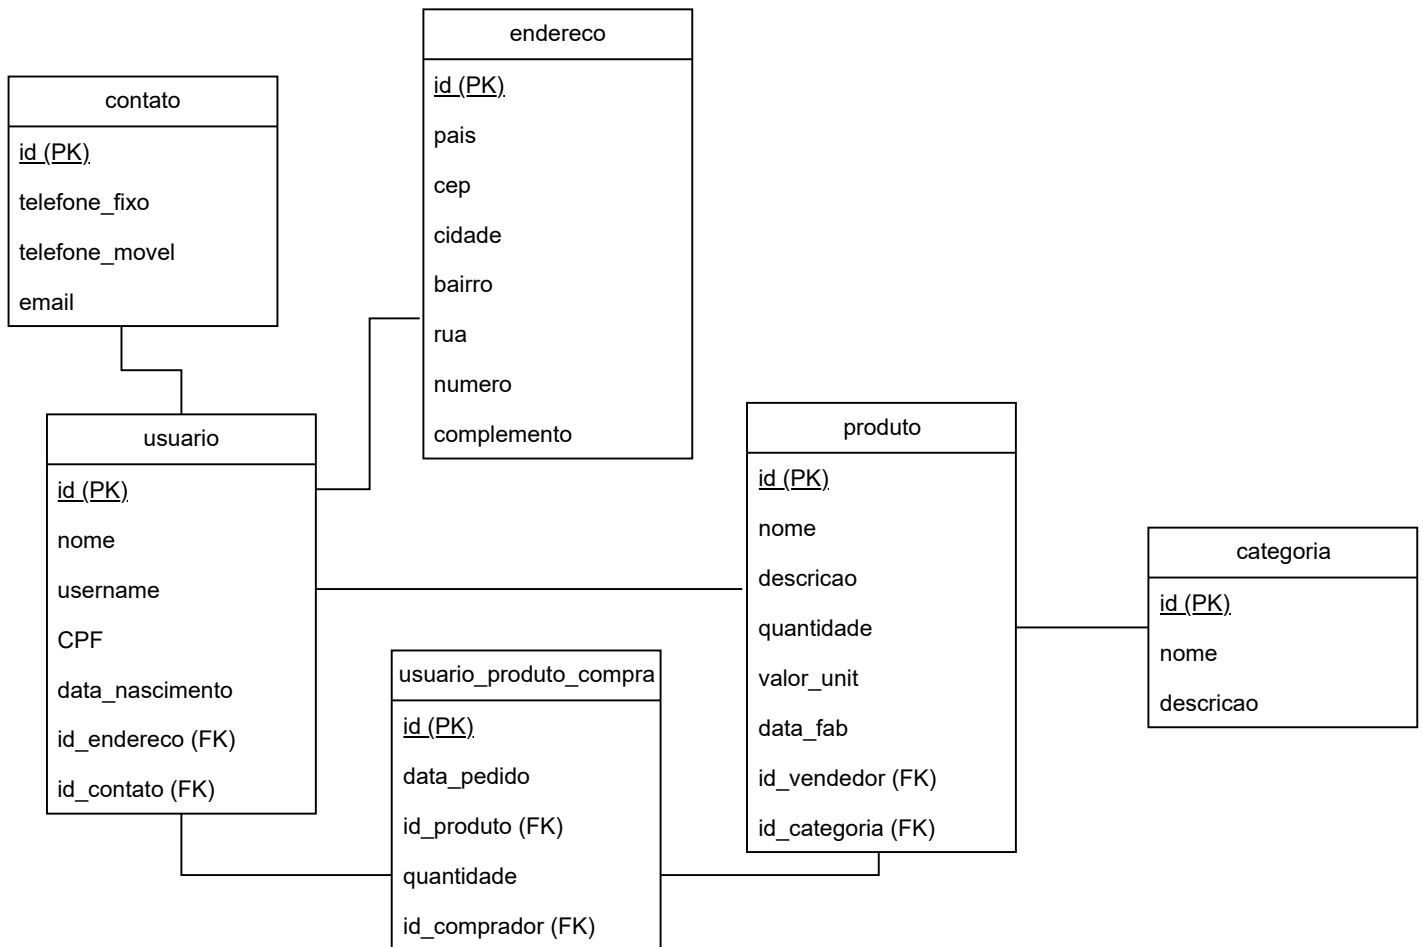 contato
id (PK)
telefone_fixo
telefone_movel
email
endereco
id (PK)
pais
cep
cidade
bairro
rua
numero
complemento
usuario
id (PK)
nome
username
CPF
data_nascimento
id_endereco (FK)
id_contato (FK)
usuario_produto_compra
id (PK)
data_pedido
id_produto (FK)
quantidade
id_comprador (FK)
produto
id (PK)
nome
descricao
quantidade
valor_unit
data_fab
id_vendedor (FK)
id_categoria (FK)
categoria
id (PK)
nome
descricao